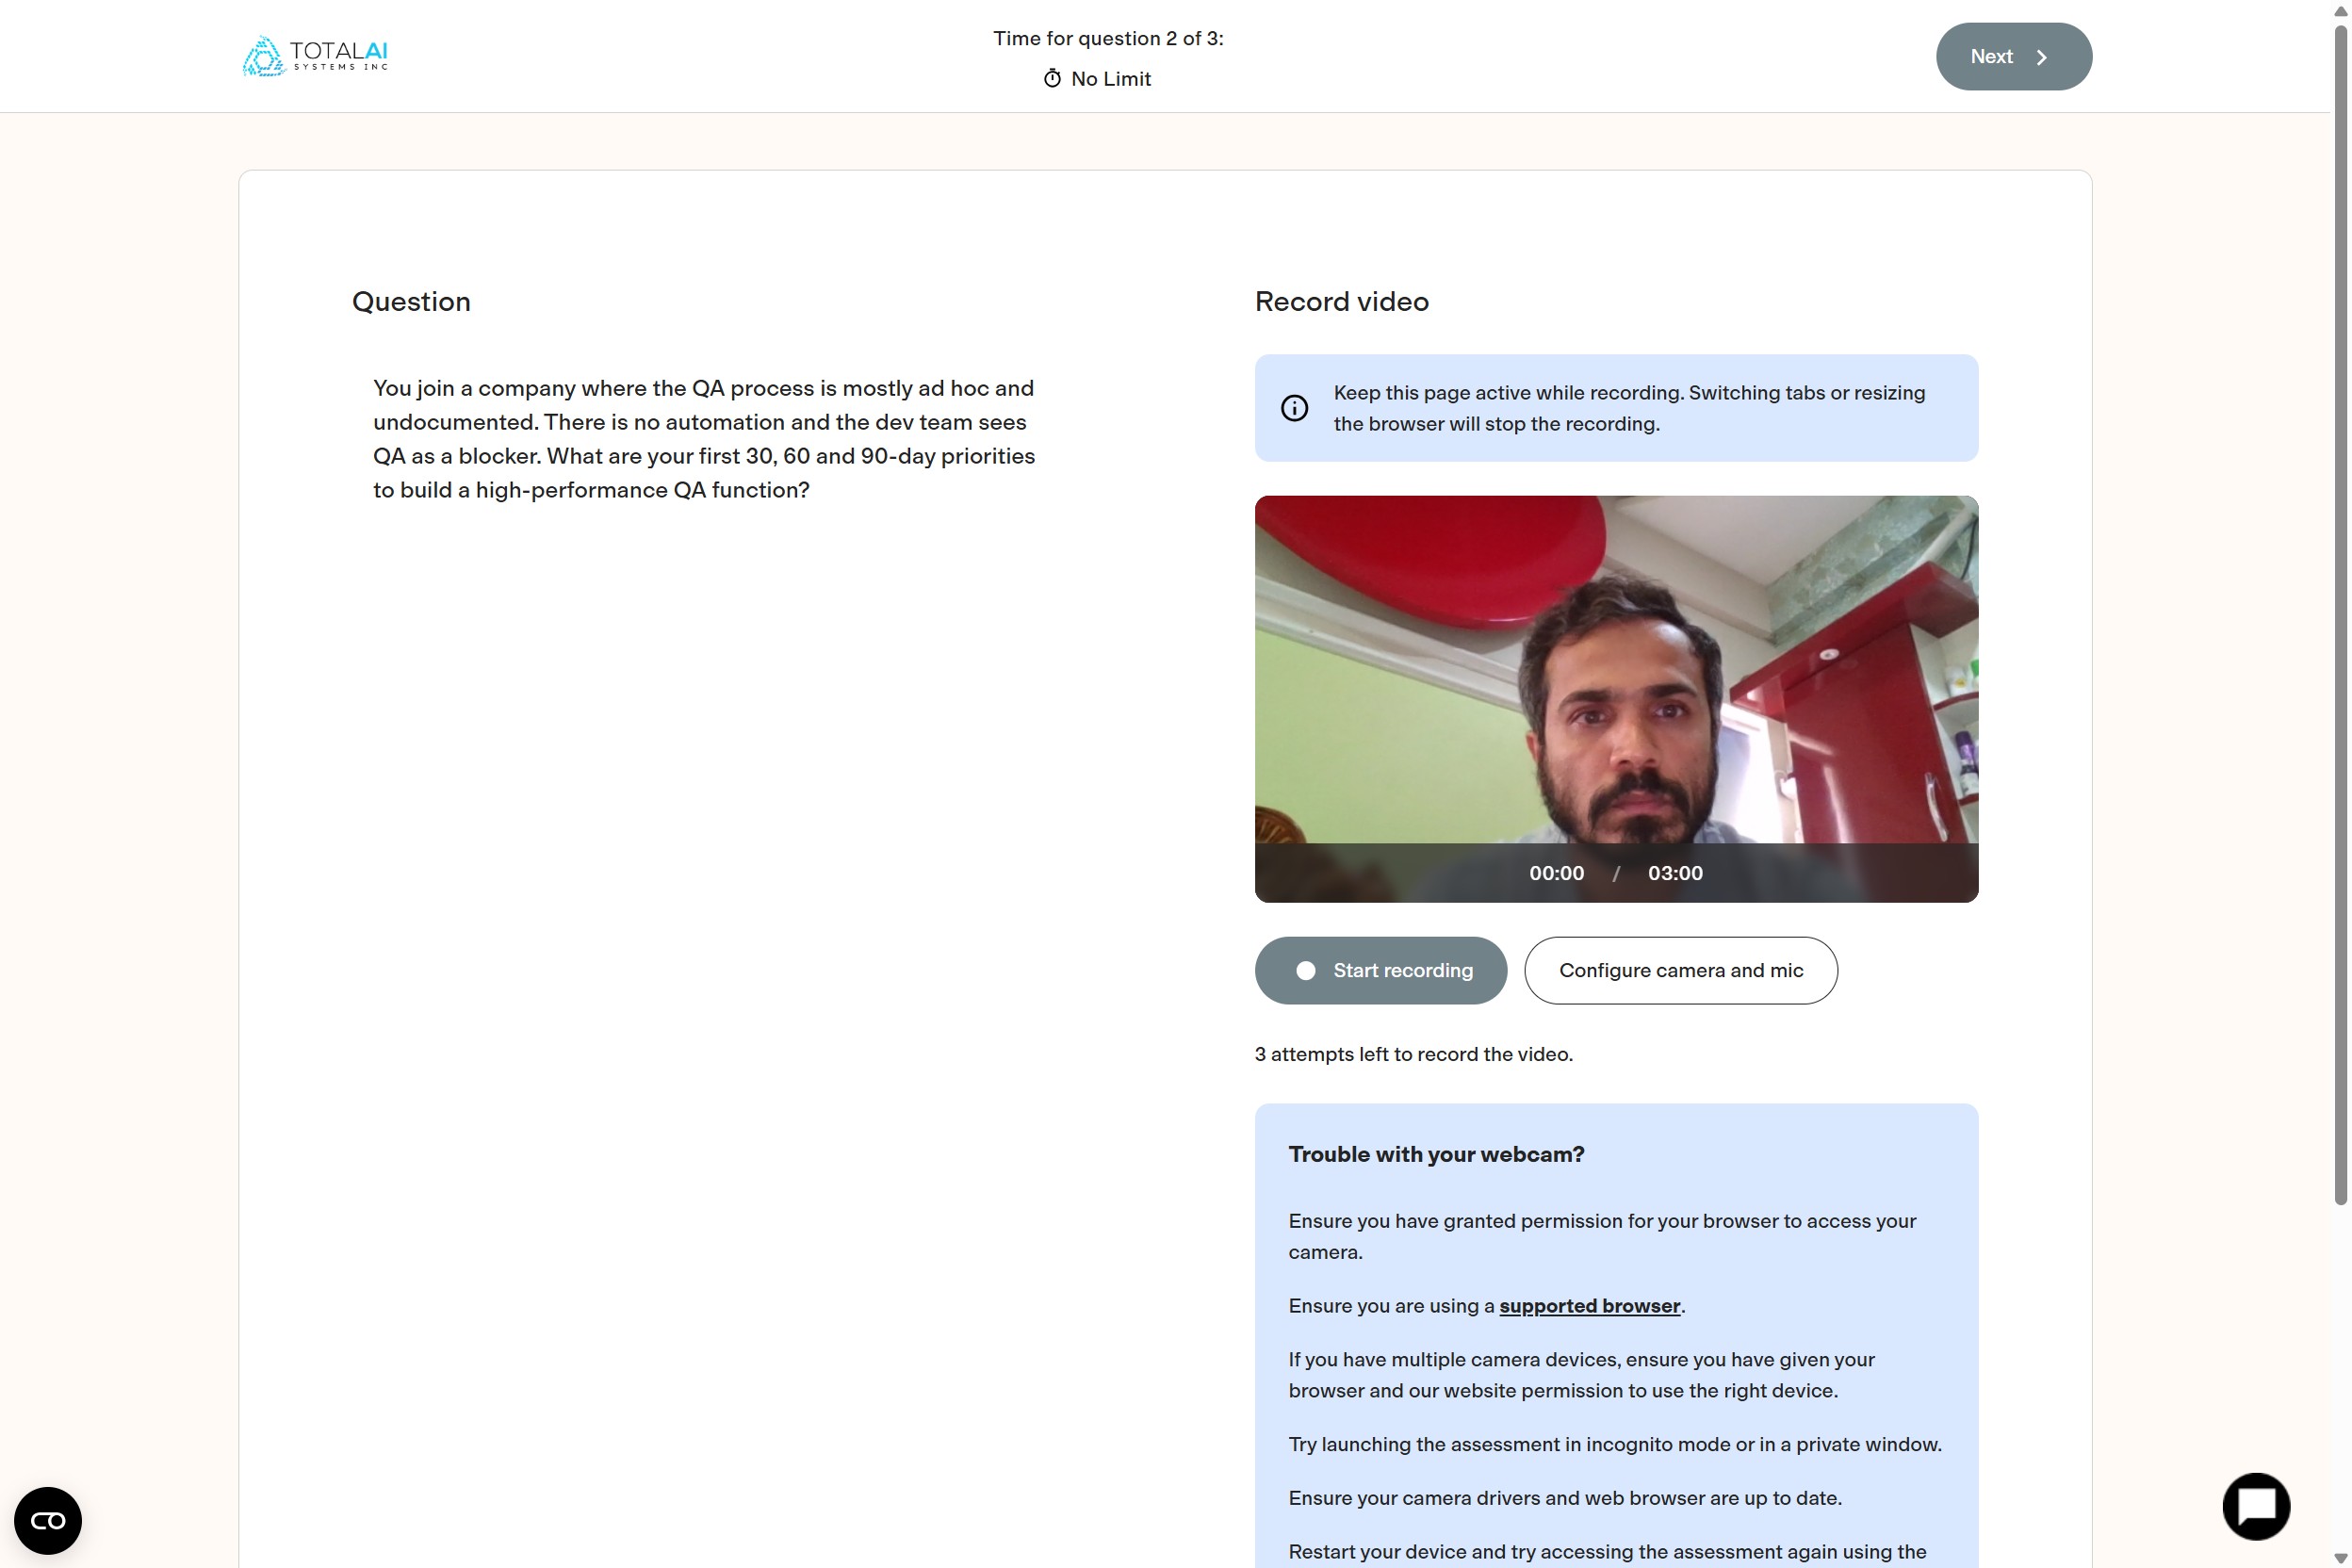 TOTALAI
SYSTEMS INC
Time for question 2 of 3:
No Limit
Next
Question
You join a company where the QA process is mostly ad hoc and
undocumented. There is no automation and the dev team sees
QA as a blocker. What are your first 30, 60 and 90-day priorities
to build a high-performance QA function?
Record video
Keep this page active while recording. Switching tabs or resizing
the browser will stop the recording.
00:00 / 03:00
Start recording
Configure camera and mic
3 attempts left to record the video.
Trouble with your webcam?
Ensure you have granted permission for your browser to access your
camera.
Ensure you are using a supported browser.
If you have multiple camera devices, ensure you have given your
browser and our website permission to use the right device.
Try launching the assessment in incognito mode or in a private window.
Ensure your camera drivers and web browser are up to date.
Restart your device and try accessing the assessment again using the